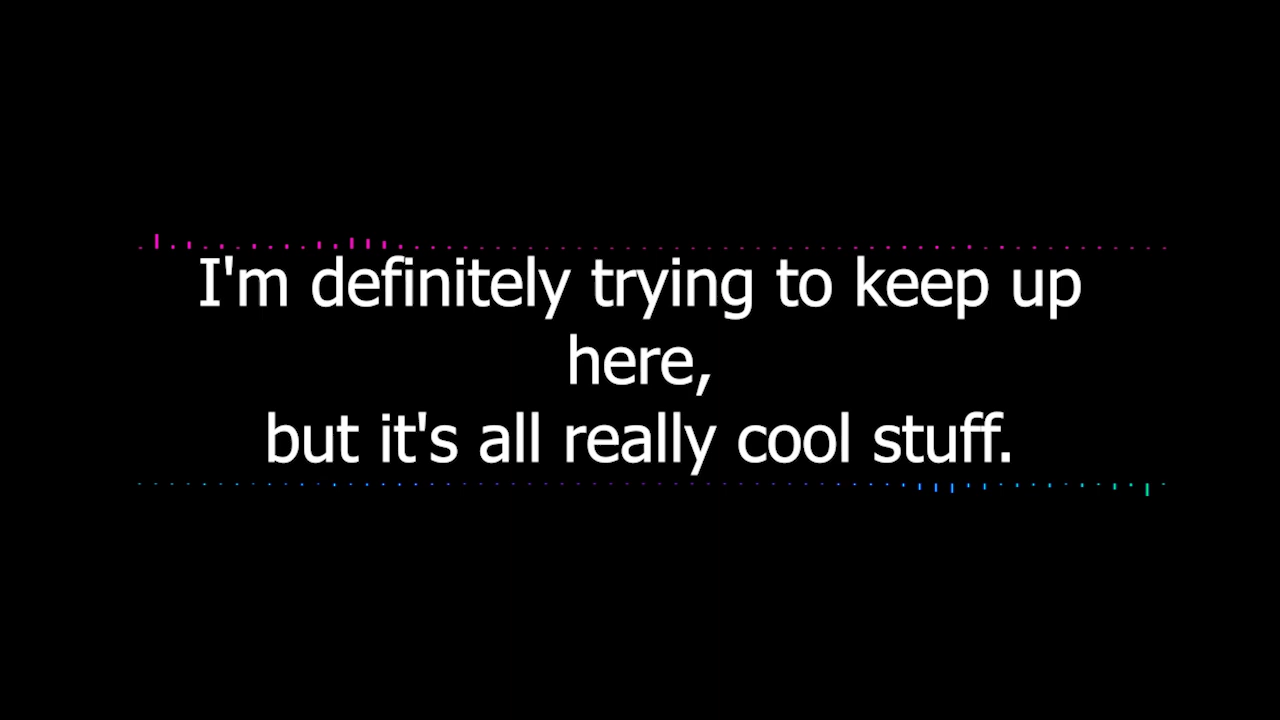 I'm definitely trying to keep up
here,
but it's all really cool stuff.